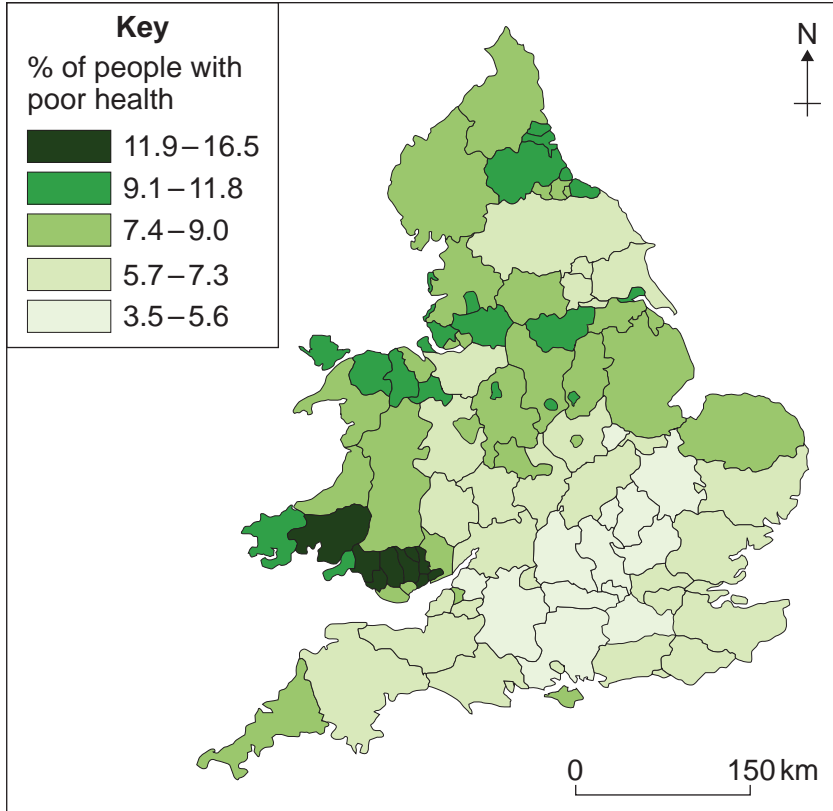 Key
% of people with
poor health
11.9–16.5
9.1–11.8
7.4–9.0
5.7–7.3
3.5–5.6
N
0 150 km